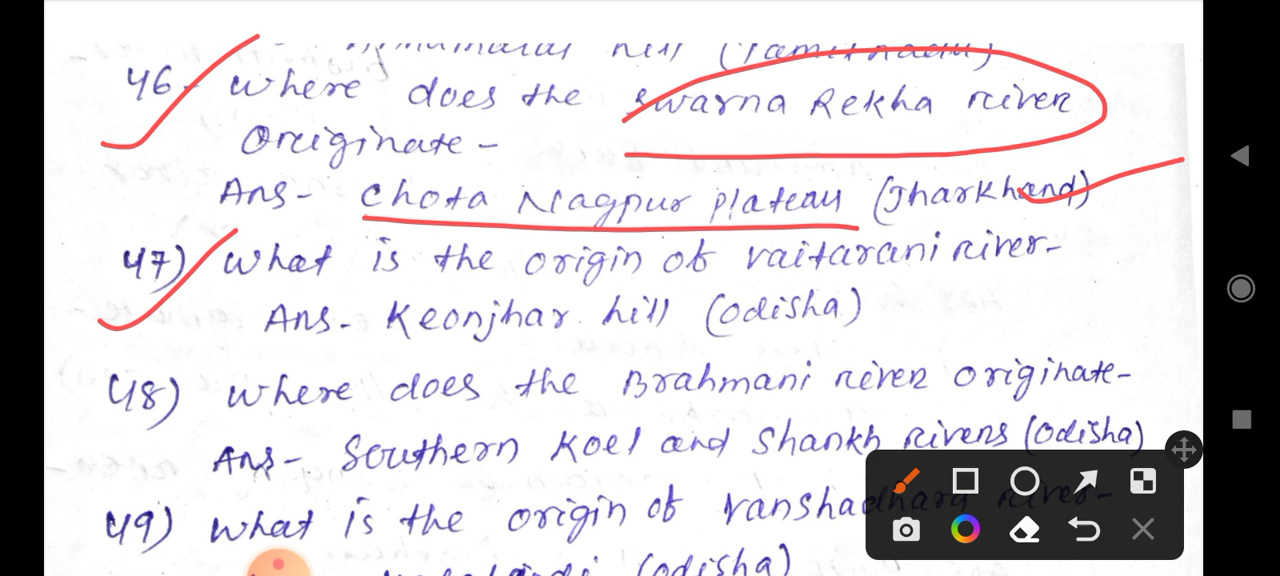 hill (Tamilnadu)
46- Where does the Swarna Rekha river
Originate-
Ans- Chota Nagpur Plateau (Jharkhand)
47) What is the origin of Vaitarani river-
Ans- Keonjhar hill (Odisha)
48) Where does the Brahmani river originate-
Ans- Southern Koel and Shankh rivers (Odisha)
49) What is the origin of Vanshadhara river-
(Odisha)